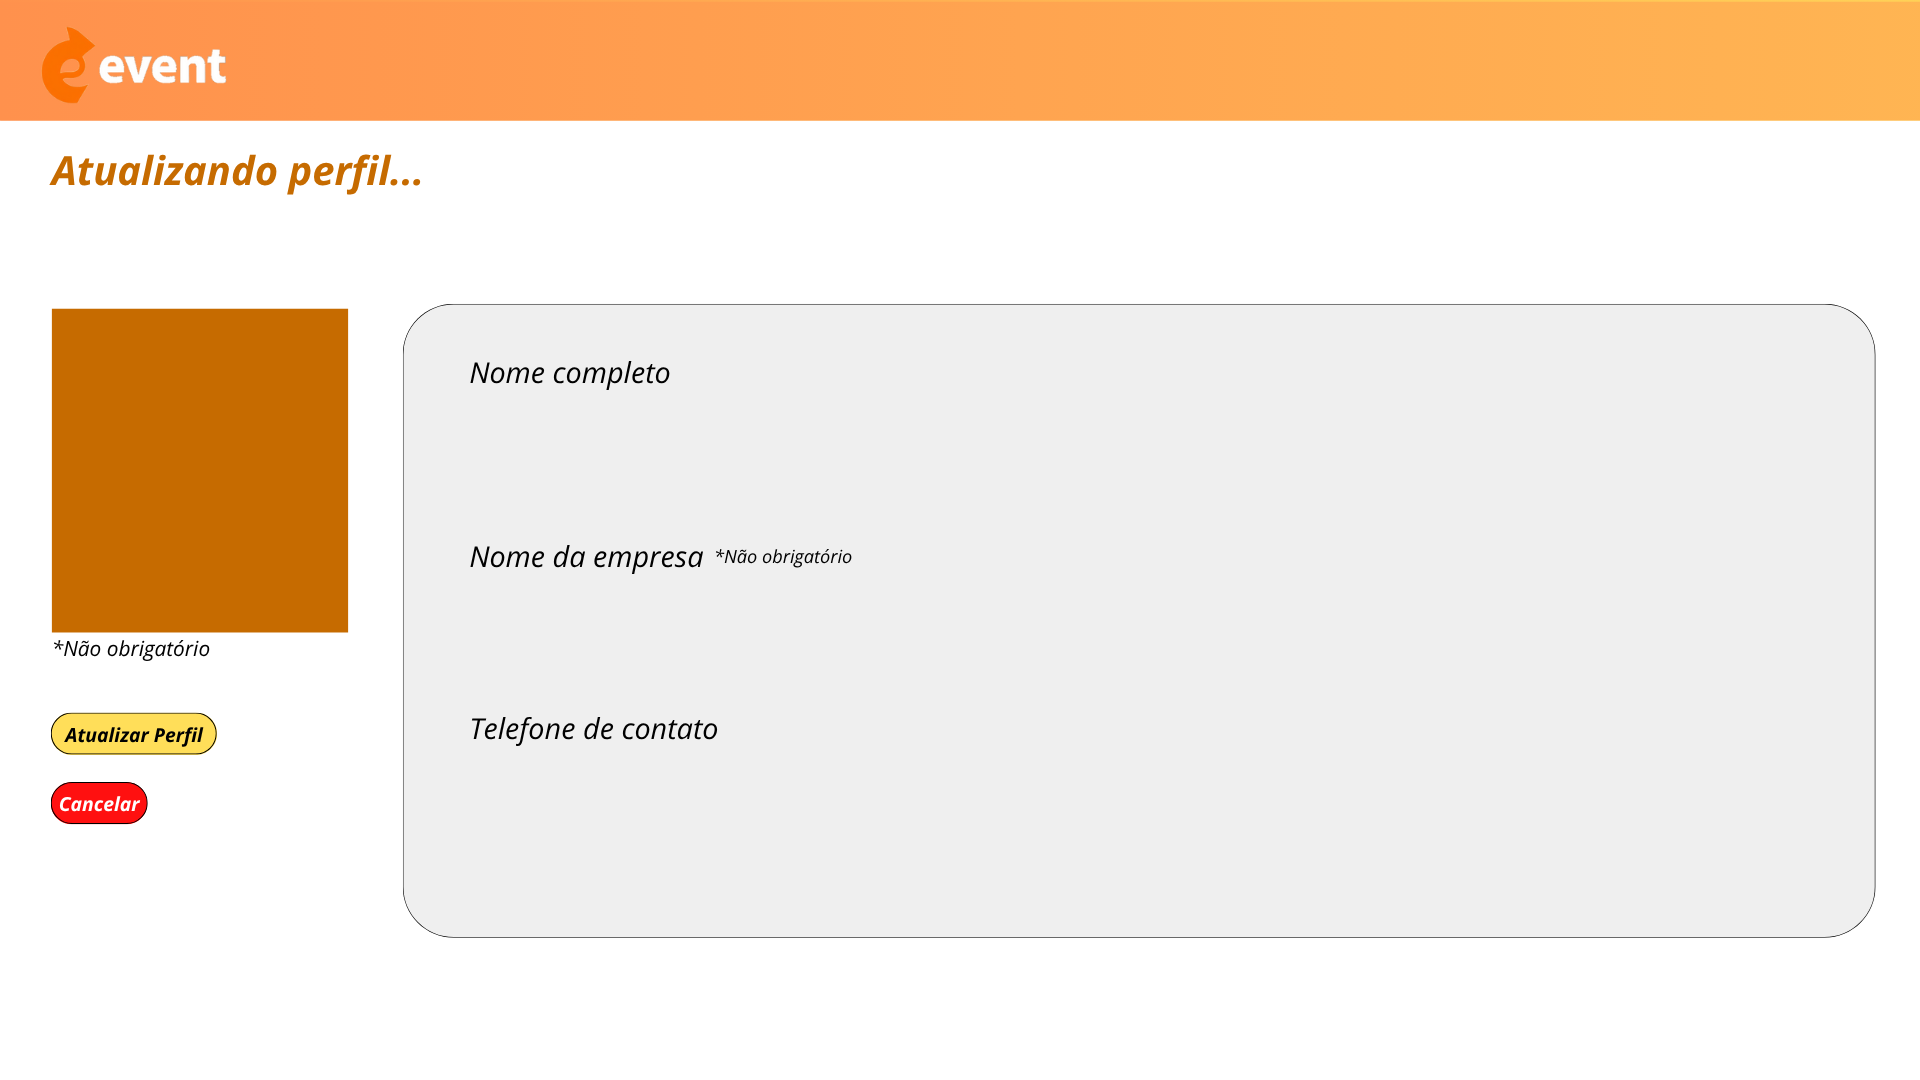 event
Atualizando perfil...
Nome completo
Nome da empresa *Não obrigatório
*Não obrigatório
Atualizar Perfil
Telefone de contato
Cancelar